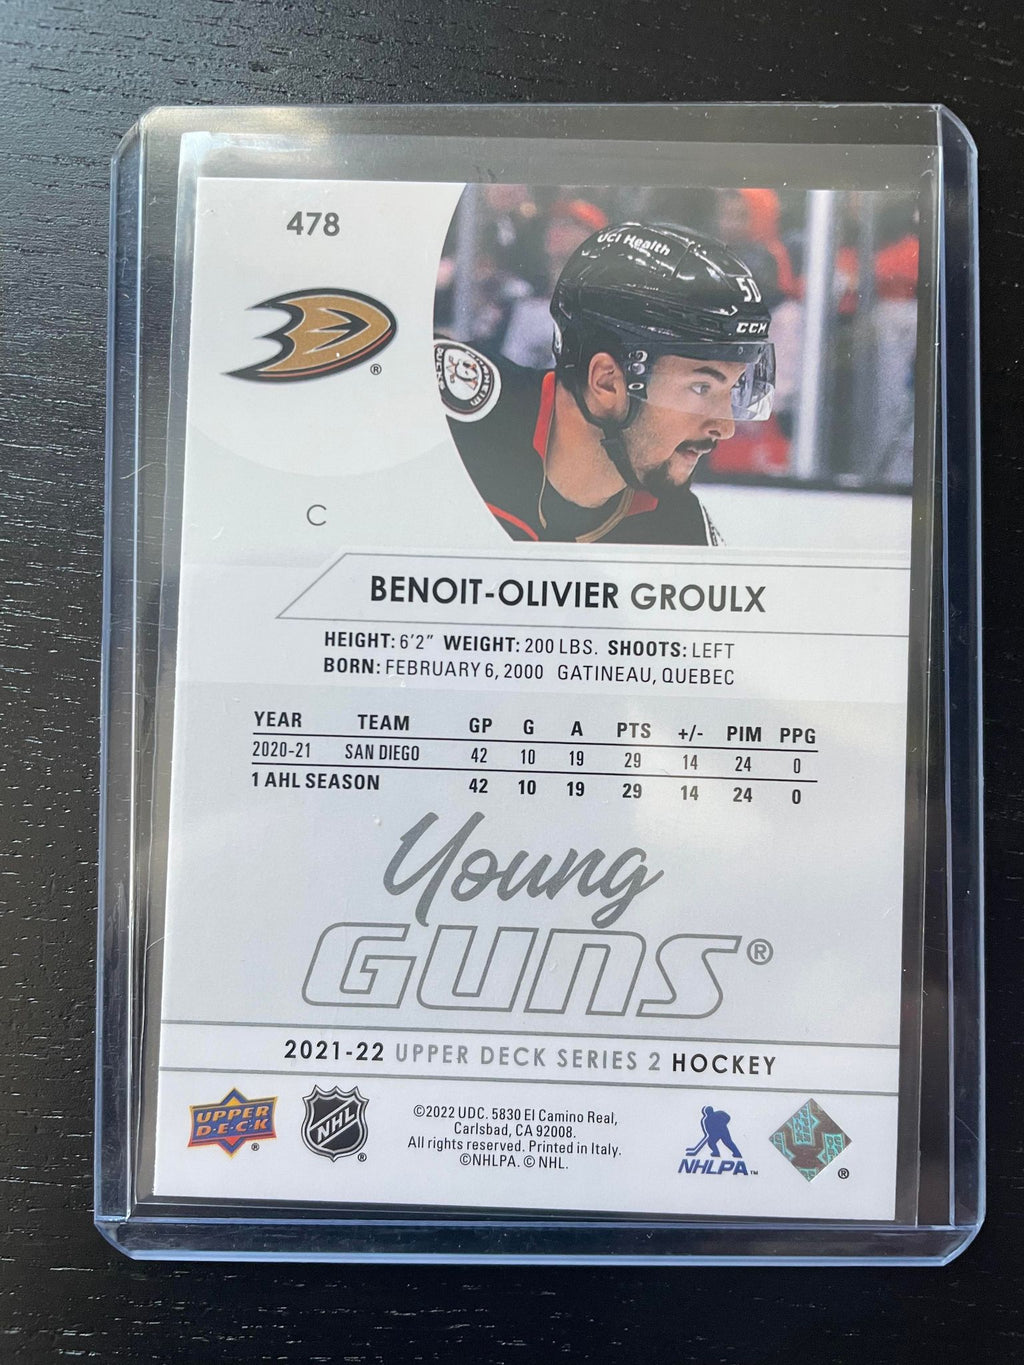 478
UCI Health
50
CCM
DUCKS
ANAHEIM
®
C
BENOIT-OLIVIER GROULX
HEIGHT: 6'2" WEIGHT: 200 LBS. SHOOTS: LEFT
BORN: FEBRUARY 6, 2000 GATINEAU, QUEBEC
YEAR TEAM GP G A PTS +/- PIM PPG
2020-21 SAN DIEGO 42 10 19 29 14 24 0
1 AHL SEASON 42 10 19 29 14 24 0
Young
GUNS®
2021-22 UPPER DECK SERIES 2 HOCKEY
UPPER
D·E·C·K
®
NHL
®
©2022 UDC. 5830 El Camino Real,
Carlsbad, CA 92008.
All rights reserved. Printed in Italy.
©NHLPA. © NHL.
NHLPA™
®